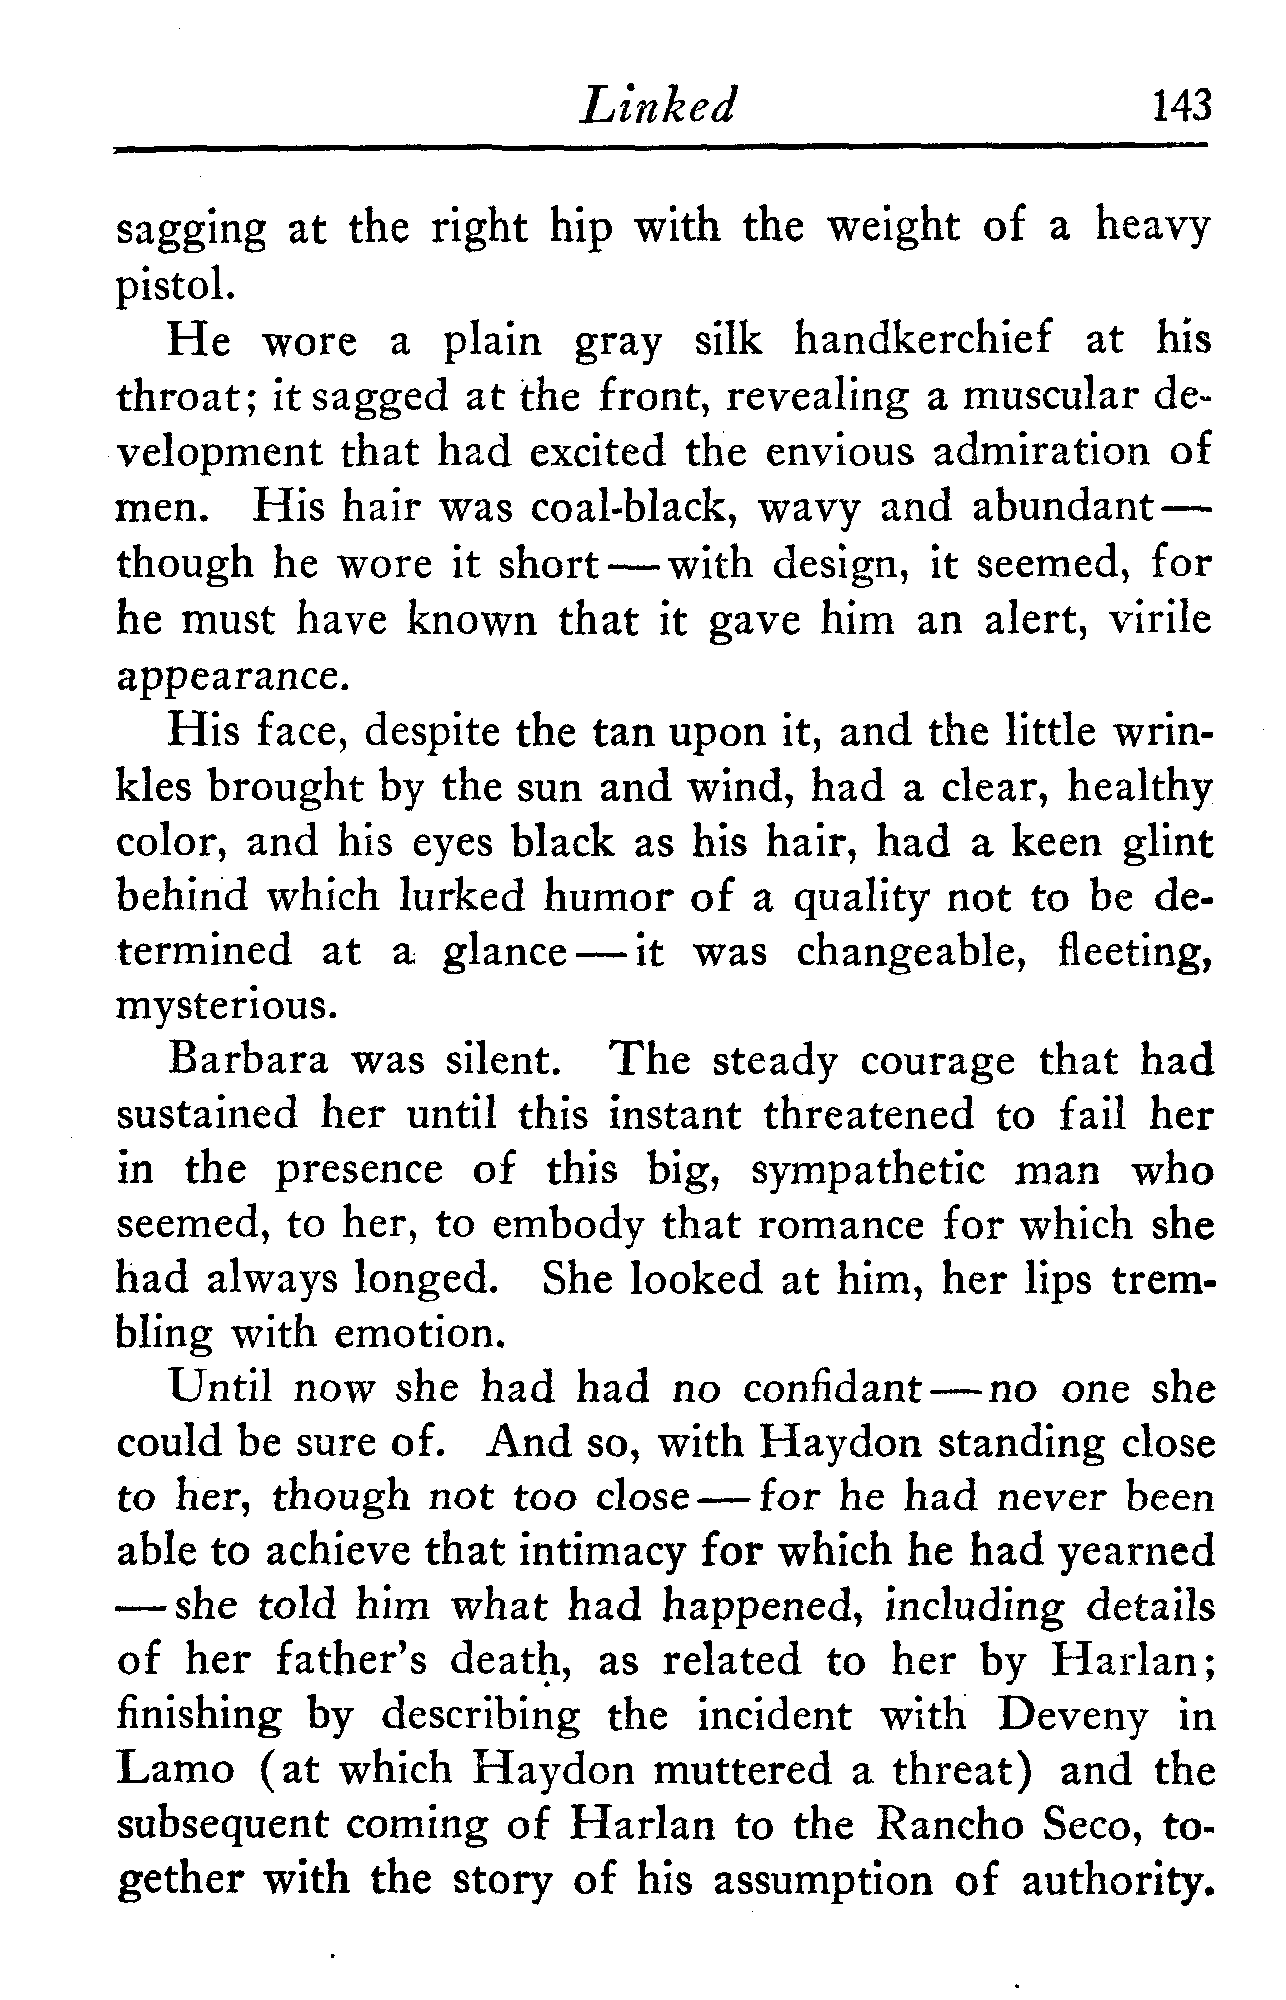 Linked 143
sagging at the right hip with the weight of a heavy
pistol.
He wore a plain gray silk handkerchief at his
throat; it sagged at the front, revealing a muscular de-
velopment that had excited the envious admiration of
men. His hair was coal-black, wavy and abundant—
though he wore it short—with design, it seemed, for
he must have known that it gave him an alert, virile
appearance.
His face, despite the tan upon it, and the little wrin-
kles brought by the sun and wind, had a clear, healthy
color, and his eyes black as his hair, had a keen glint
behind which lurked humor of a quality not to be de-
termined at a glance—it was changeable, fleeting,
mysterious.
Barbara was silent. The steady courage that had
sustained her until this instant threatened to fail her
in the presence of this big, sympathetic man who
seemed, to her, to embody that romance for which she
had always longed. She looked at him, her lips trem-
bling with emotion.
Until now she had had no confidant—no one she
could be sure of. And so, with Haydon standing close
to her, though not too close—for he had never been
able to achieve that intimacy for which he had yearned
—she told him what had happened, including details
of her father's death, as related to her by Harlan;
finishing by describing the incident with Deveny in
Lamo (at which Haydon muttered a threat) and the
subsequent coming of Harlan to the Rancho Seco, to-
gether with the story of his assumption of authority.